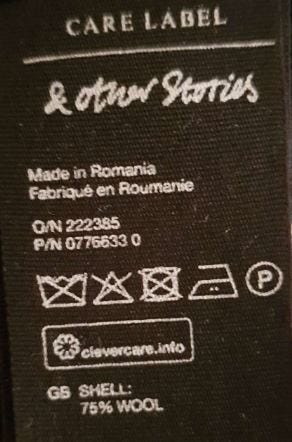 CARE LABEL
& other Stories
Made in Romania
Fabriqué en Roumanie
O/N 222385
P/N 0776633 0
P
clevercare.info
GB SHELL:
75% WOOL